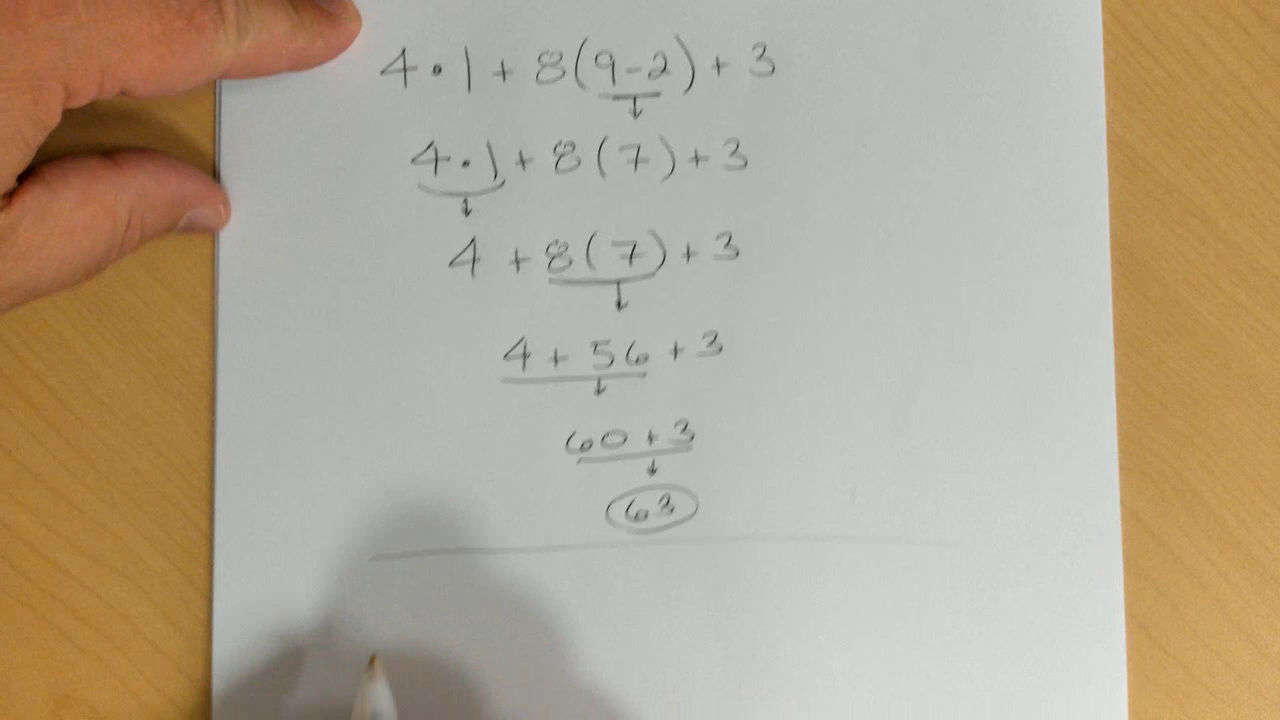 4•1 + 8(9-2) + 3
4•1 + 8(7) + 3
4 + 8(7) + 3
4 + 56 + 3
60 + 3
63